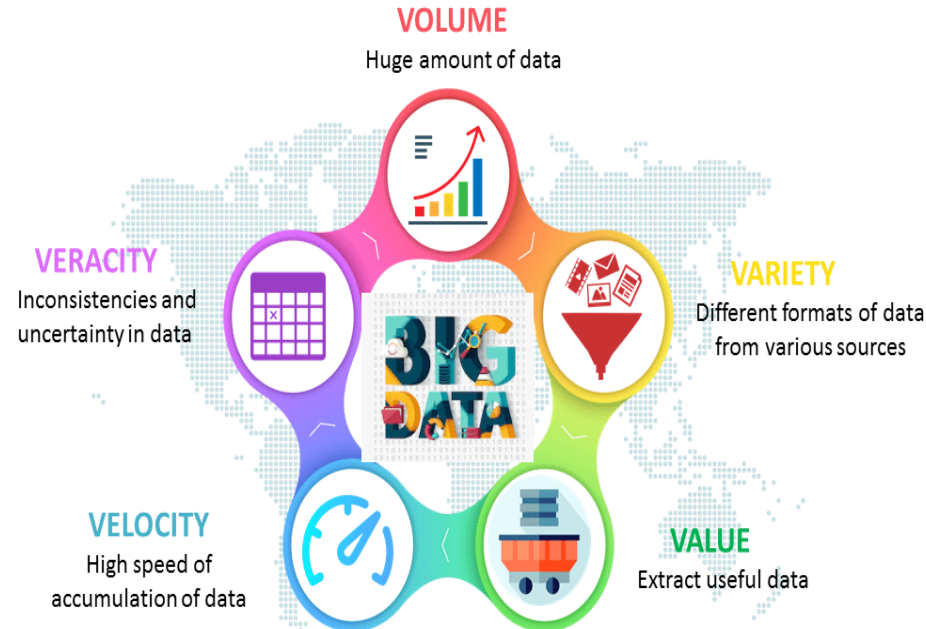 VOLUME
Huge amount of data
VERACITY
Inconsistencies and
uncertainty in data
VARIETY
Different formats of data
from various sources
X
BIG
DATA
VELOCITY
High speed of
accumulation of data
VALUE
Extract useful data